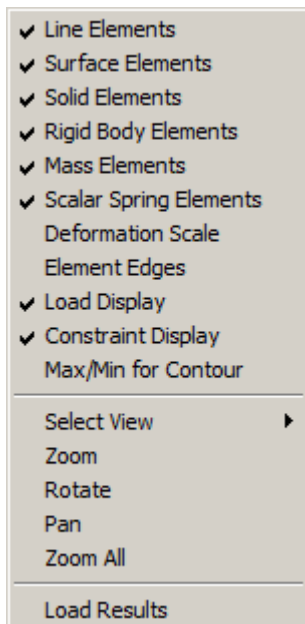 Line Elements
Surface Elements
Solid Elements
Rigid Body Elements
Mass Elements
Scalar Spring Elements
Deformation Scale
Element Edges
Load Display
Constraint Display
Max/Min for Contour
Select View
Zoom
Rotate
Pan
Zoom All
Load Results